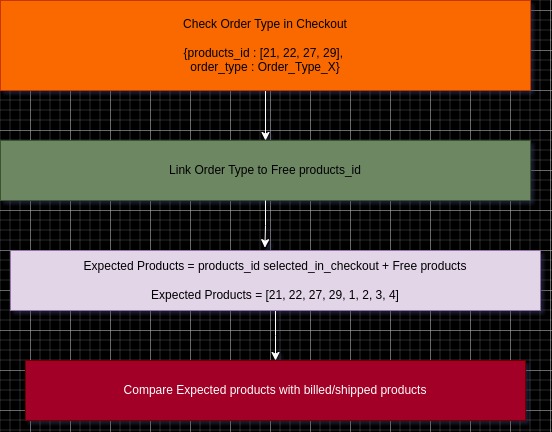 Check Order Type in Checkout
{products_id : [21, 22, 27, 29],
order_type : Order_Type_X}
Link Order Type to Free products_id
Expected Products = products_id selected_in_checkout + Free products
Expected Products = [21, 22, 27, 29, 1, 2, 3, 4]
Compare Expected products with billed/shipped products